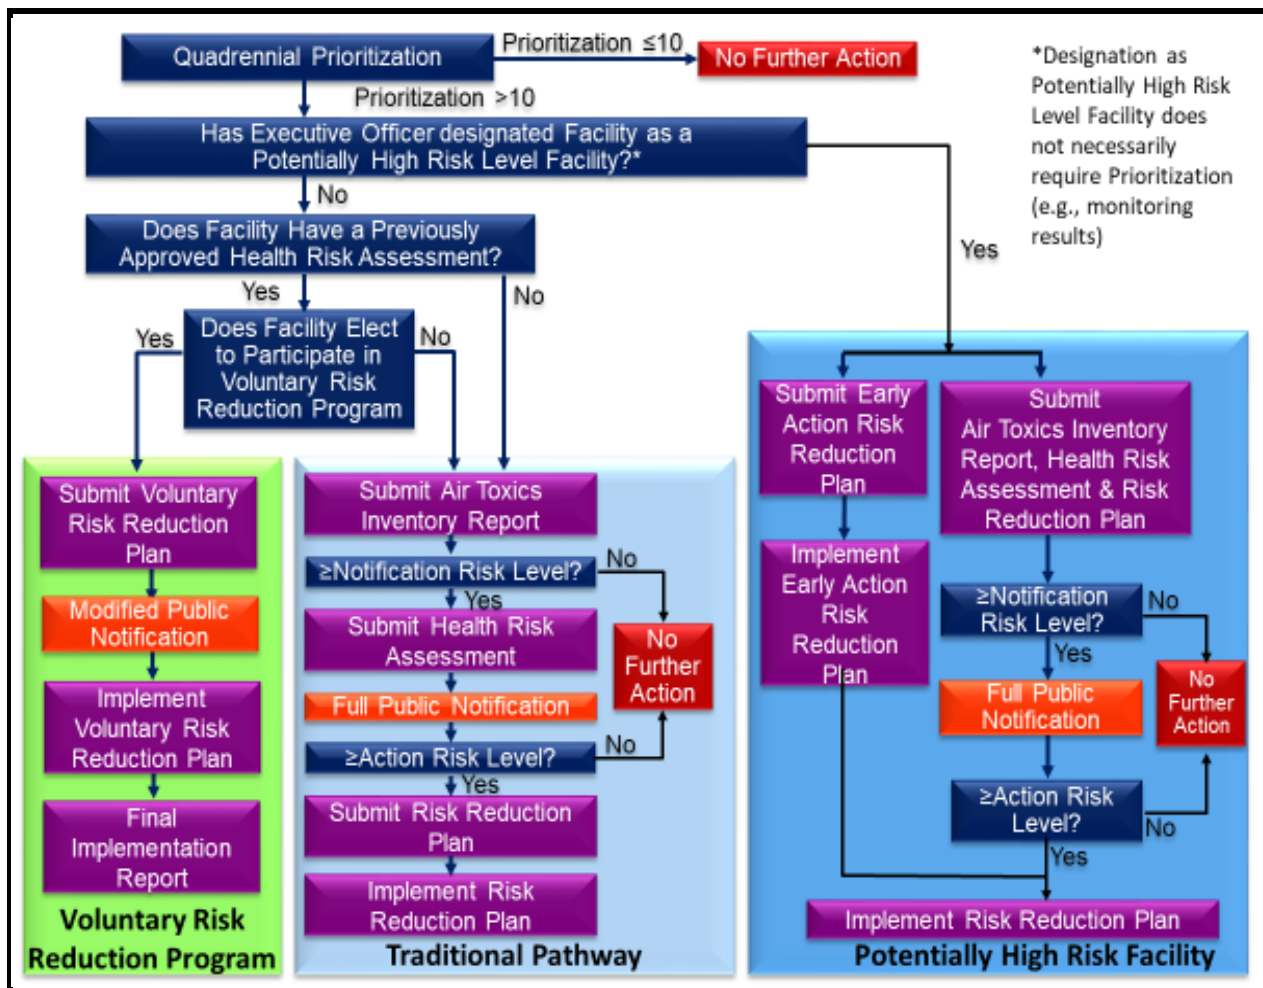 Quadrennial Prioritization
Prioritization ≤10
No Further Action
*Designation as
Potentially High Risk
Level Facility does
not necessarily
require Prioritization
(e.g., monitoring
results)
Prioritization >10
Has Executive Officer designated Facility as a
Potentially High Risk Level Facility?*
No
Yes
Does Facility Have a Previously
Approved Health Risk Assessment?
Yes
No
Does Facility Elect
to Participate in
Voluntary Risk
Reduction Program
Yes
No
Submit Voluntary
Risk Reduction
Plan
Modified Public
Notification
Implement
Voluntary Risk
Reduction Plan
Final
Implementation
Report
Voluntary Risk
Reduction Program
Submit Air Toxics
Inventory Report
≥Notification Risk Level?
No
Yes
Submit Health Risk
Assessment
Full Public Notification
No
Further
Action
≥Action Risk Level?
No
Yes
Submit Risk Reduction
Plan
Implement Risk
Reduction Plan
Traditional Pathway
Submit Early
Action Risk
Reduction
Plan
Implement
Early Action
Risk
Reduction
Plan
Submit
Air Toxics Inventory
Report, Health Risk
Assessment & Risk
Reduction Plan
≥Notification
Risk Level?
No
Yes
Full Public
Notification
No
Further
Action
≥Action Risk
Level?
No
Yes
Implement Risk Reduction Plan
Potentially High Risk Facility